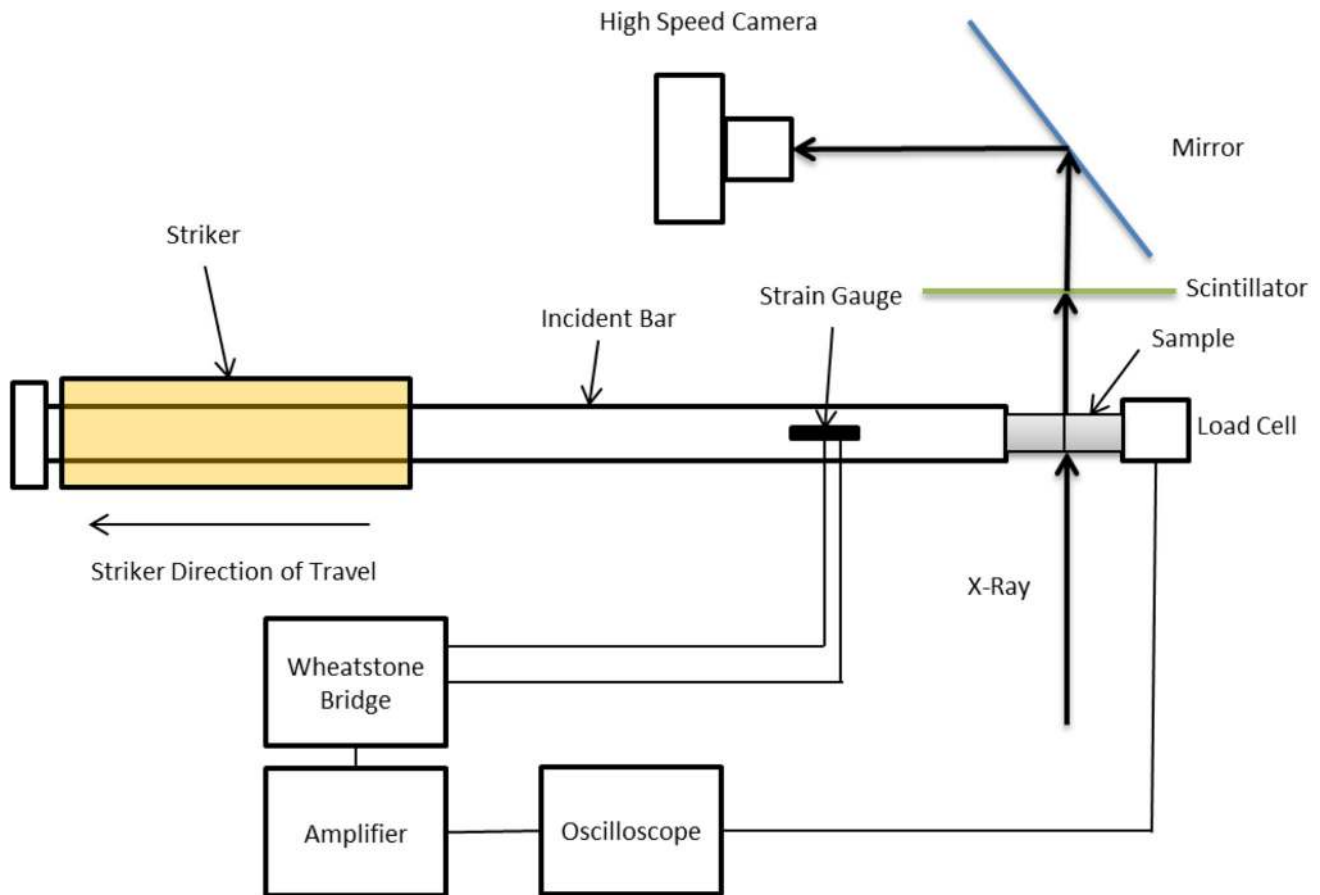 High Speed Camera
Mirror
Striker
Strain Gauge
Scintillator
Incident Bar
Sample
Load Cell
Striker Direction of Travel
X-Ray
Wheatstone
Bridge
Amplifier
Oscilloscope